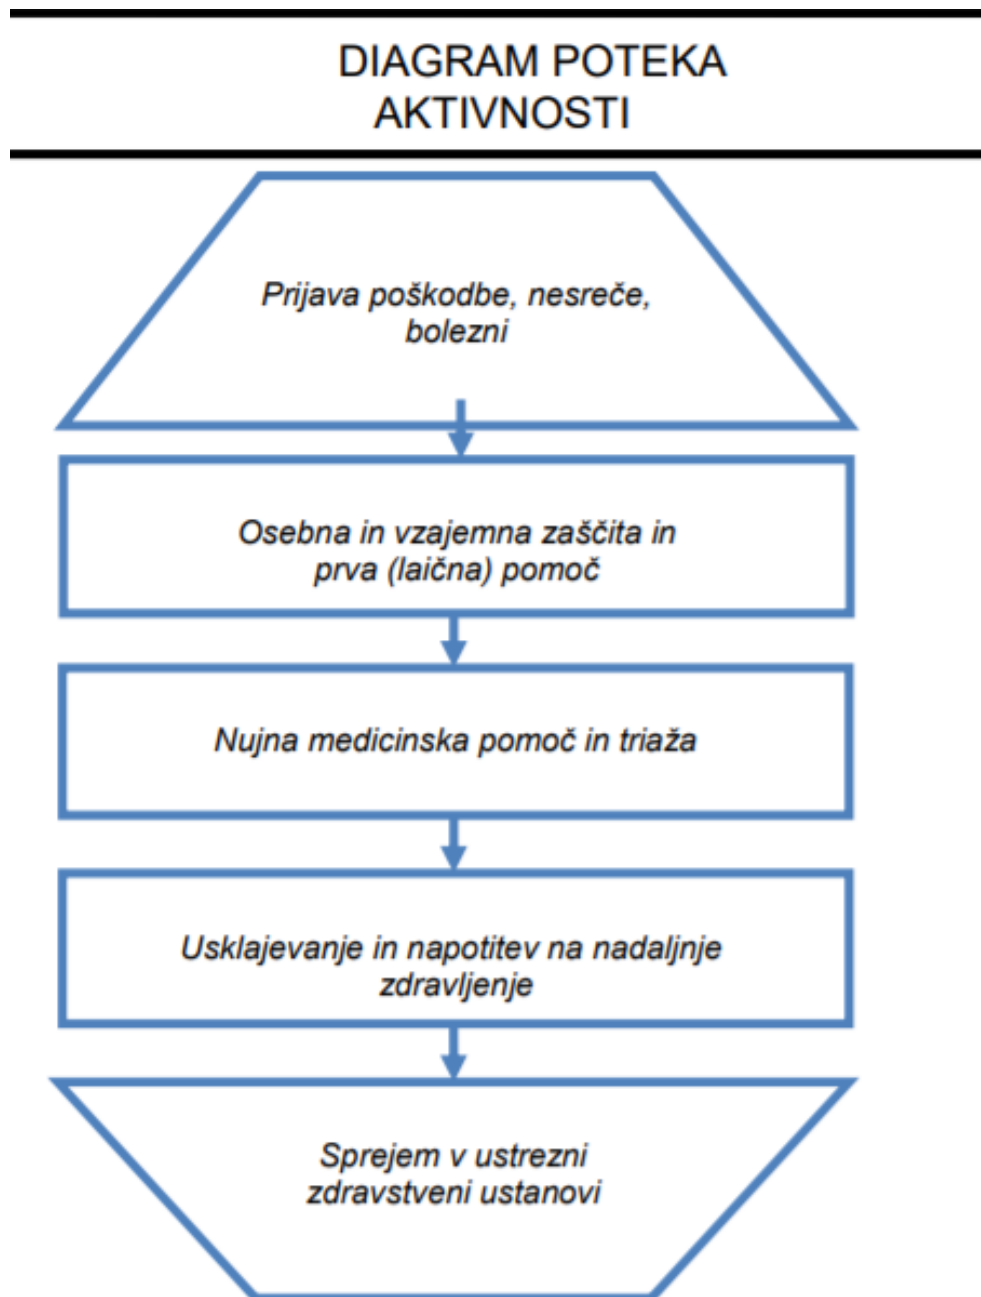 DIAGRAM POTEKA
AKTIVNOSTI
Prijava poškodbe, nesreče,
bolezni
Osebna in vzajemna zaščita in
prva (laična) pomoč
Nujna medicinska pomoč in triaža
Usklajevanje in napotitev na nadaljnje
zdravljenje
Sprejem v ustrezni
zdravstveni ustanovi